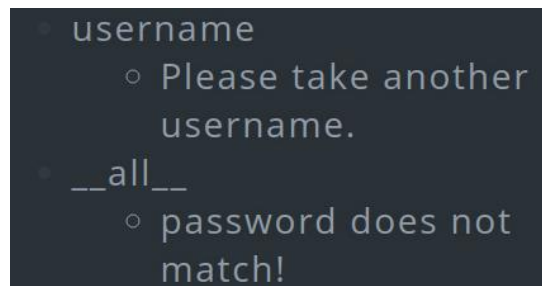 username
Please take another
username.
__all__
password does not
match!